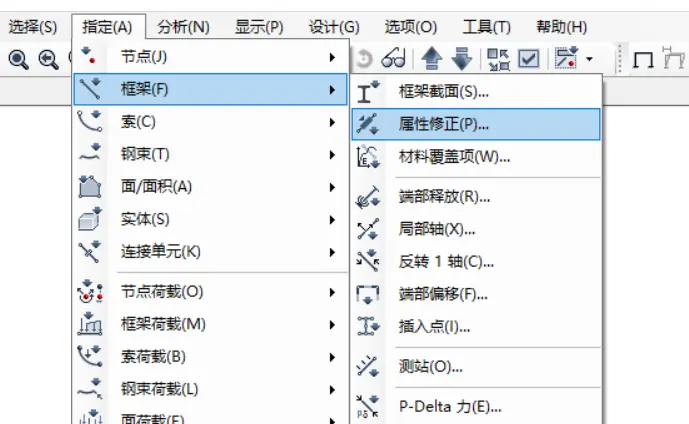 选择(S) 指定(A) 分析(N) 显示(P) 设计(G) 选项(O) 工具(T) 帮助(H)
节点(J)
框架(F)
索(C)
钢束(T)
面/面积(A)
实体(S)
连接单元(K)
节点荷载(O)
框架荷载(M)
索荷载(B)
钢束荷载(L)
面荷载(E)
框架截面(S)...
属性修正(P)...
材料覆盖项(W)...
端部释放(R)...
局部轴(X)...
反转 1 轴(C)...
端部偏移(F)...
插入点(I)...
测站(O)...
P-Delta 力(E)...